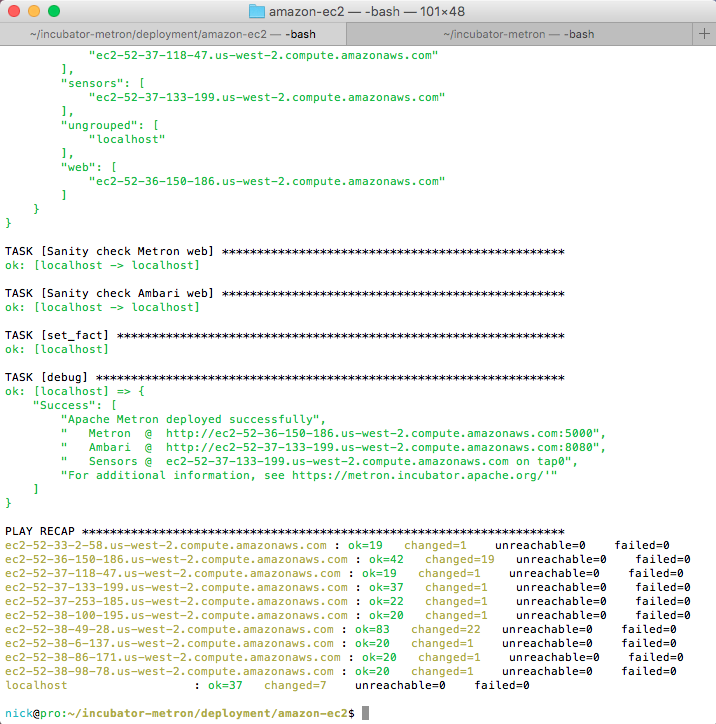 amazon-ec2 — -bash — 101×48
~/incubator-metron/deployment/amazon-ec2 — -bash
~/incubator-metron — -bash
+
            "ec2-52-37-118-47.us-west-2.compute.amazonaws.com"
        ],
        "sensors": [
            "ec2-52-37-133-199.us-west-2.compute.amazonaws.com"
        ],
        "ungrouped": [
            "localhost"
        ],
        "web": [
            "ec2-52-36-150-186.us-west-2.compute.amazonaws.com"
        ]
    }
}
TASK [Sanity check Metron web] *************************************************
ok: [localhost -> localhost]
TASK [Sanity check Ambari web] *************************************************
ok: [localhost -> localhost]
TASK [set_fact] ****************************************************************
ok: [localhost]
TASK [debug] *******************************************************************
ok: [localhost] => {
    "Success": [
        "Apache Metron deployed successfully",
        "   Metron  @  http://ec2-52-36-150-186.us-west-2.compute.amazonaws.com:5000",
        "   Ambari  @  http://ec2-52-37-133-199.us-west-2.compute.amazonaws.com:8080",
        "   Sensors @  ec2-52-37-133-199.us-west-2.compute.amazonaws.com on tap0",
        "For additional information, see https://metron.incubator.apache.org/'"
    ]
}
PLAY RECAP *********************************************************************
ec2-52-33-2-58.us-west-2.compute.amazonaws.com : ok=19   changed=1    unreachable=0    failed=0
ec2-52-36-150-186.us-west-2.compute.amazonaws.com : ok=42   changed=19   unreachable=0    failed=0
ec2-52-37-118-47.us-west-2.compute.amazonaws.com : ok=19   changed=1    unreachable=0    failed=0
ec2-52-37-133-199.us-west-2.compute.amazonaws.com : ok=37   changed=1    unreachable=0    failed=0
ec2-52-37-253-185.us-west-2.compute.amazonaws.com : ok=22   changed=1    unreachable=0    failed=0
ec2-52-38-100-195.us-west-2.compute.amazonaws.com : ok=20   changed=1    unreachable=0    failed=0
ec2-52-38-49-28.us-west-2.compute.amazonaws.com : ok=83   changed=22   unreachable=0    failed=0
ec2-52-38-6-137.us-west-2.compute.amazonaws.com : ok=20   changed=1    unreachable=0    failed=0
ec2-52-38-86-171.us-west-2.compute.amazonaws.com : ok=20   changed=1    unreachable=0    failed=0
ec2-52-38-98-78.us-west-2.compute.amazonaws.com : ok=20   changed=1    unreachable=0    failed=0
localhost                  : ok=37   changed=7    unreachable=0    failed=0
nick@pro:~/incubator-metron/deployment/amazon-ec2$